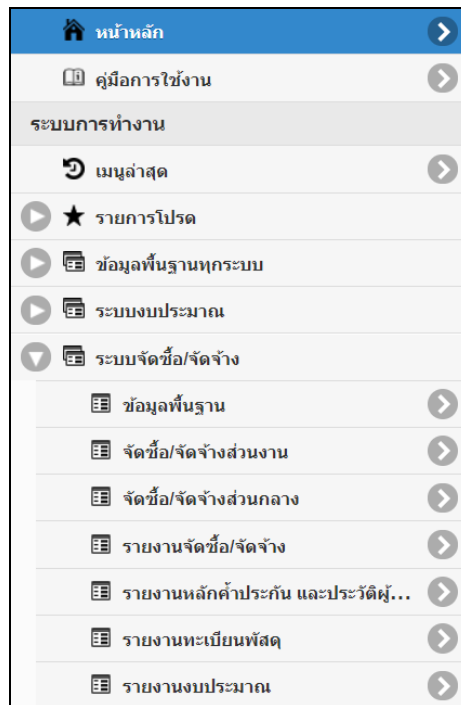 หน้าหลัก
คู่มือการใช้งาน
ระบบการทำงาน
เมนูล่าสุด
รายการโปรด
ข้อมูลพื้นฐานทุกระบบ
ระบบงบประมาณ
ระบบจัดซื้อ/จัดจ้าง
ข้อมูลพื้นฐาน
จัดซื้อ/จัดจ้างส่วนงาน
จัดซื้อ/จัดจ้างส่วนกลาง
รายงานจัดซื้อ/จัดจ้าง
รายงานหลักค้ำประกัน และประวัติผู้...
รายงานทะเบียนพัสดุ
รายงานงบประมาณ